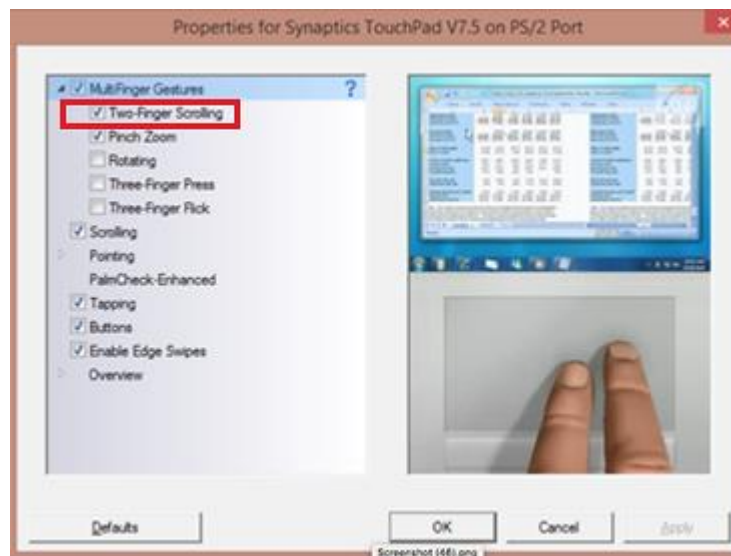 Properties for Synaptics TouchPad V7.5 on PS/2 Port
MultiFinger Gestures ?
Two-Finger Scrolling
Pinch Zoom
Rotating
Three-Finger Press
Three-Finger Flick
Scrolling
Pointing
PalmCheck-Enhanced
Tapping
Buttons
Enable Edge Swipes
Overview
Defaults
OK
Cancel
Apply
Screenshot (46).png